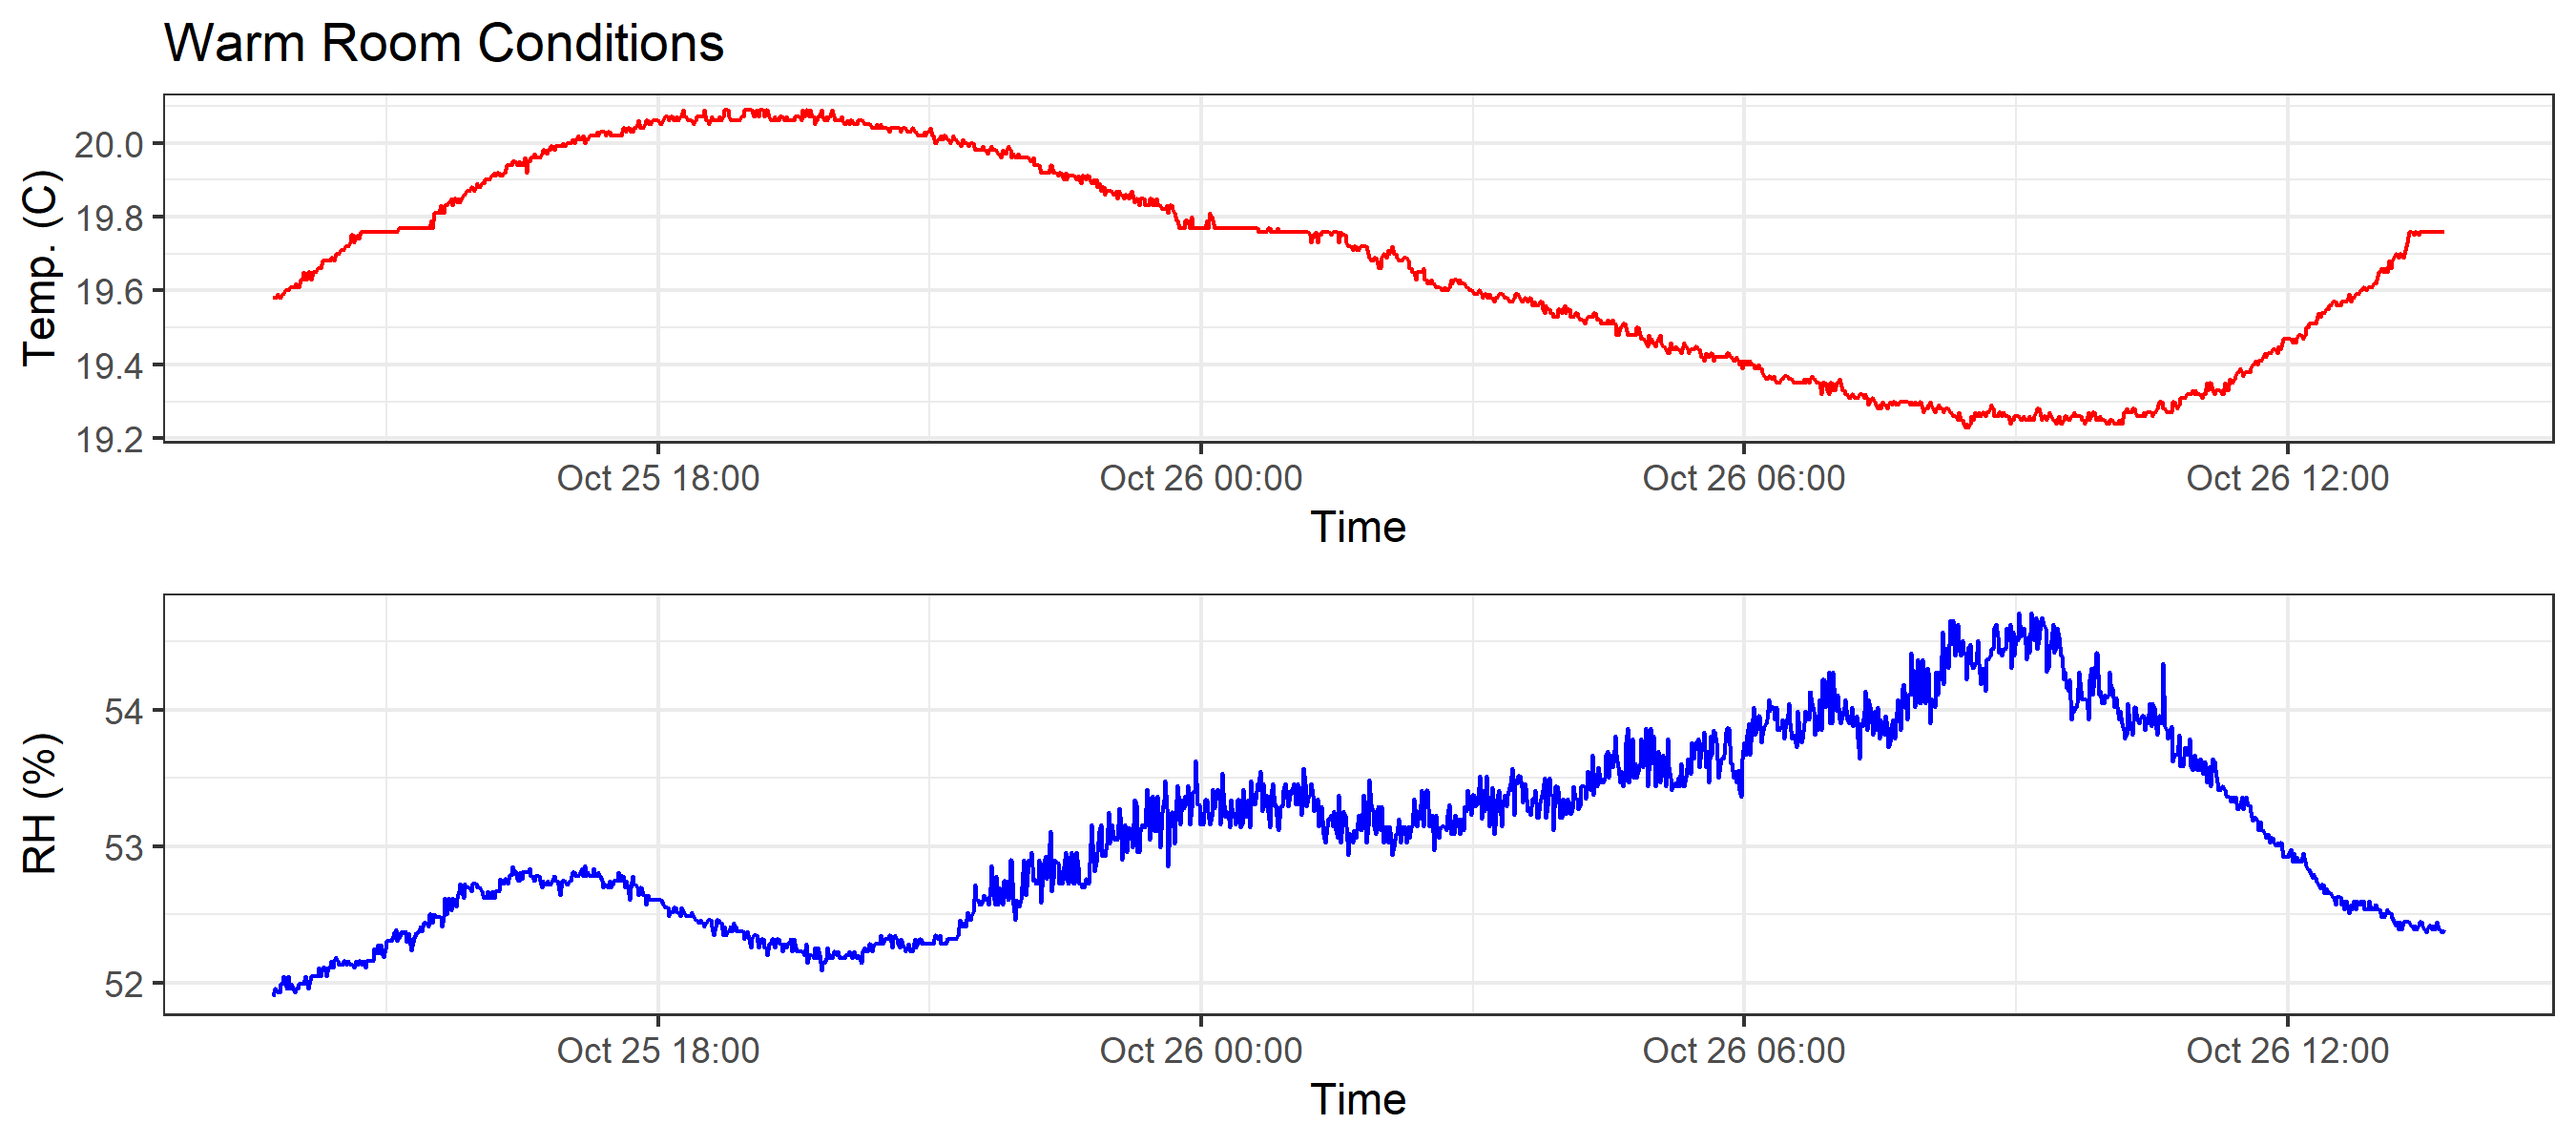 Warm Room Conditions
Temp. (C)
20.0
19.8
19.6
19.4
19.2
Oct 25 18:00 Oct 26 00:00 Oct 26 06:00 Oct 26 12:00
Time
RH (%)
54
53
52
Oct 25 18:00 Oct 26 00:00 Oct 26 06:00 Oct 26 12:00
Time